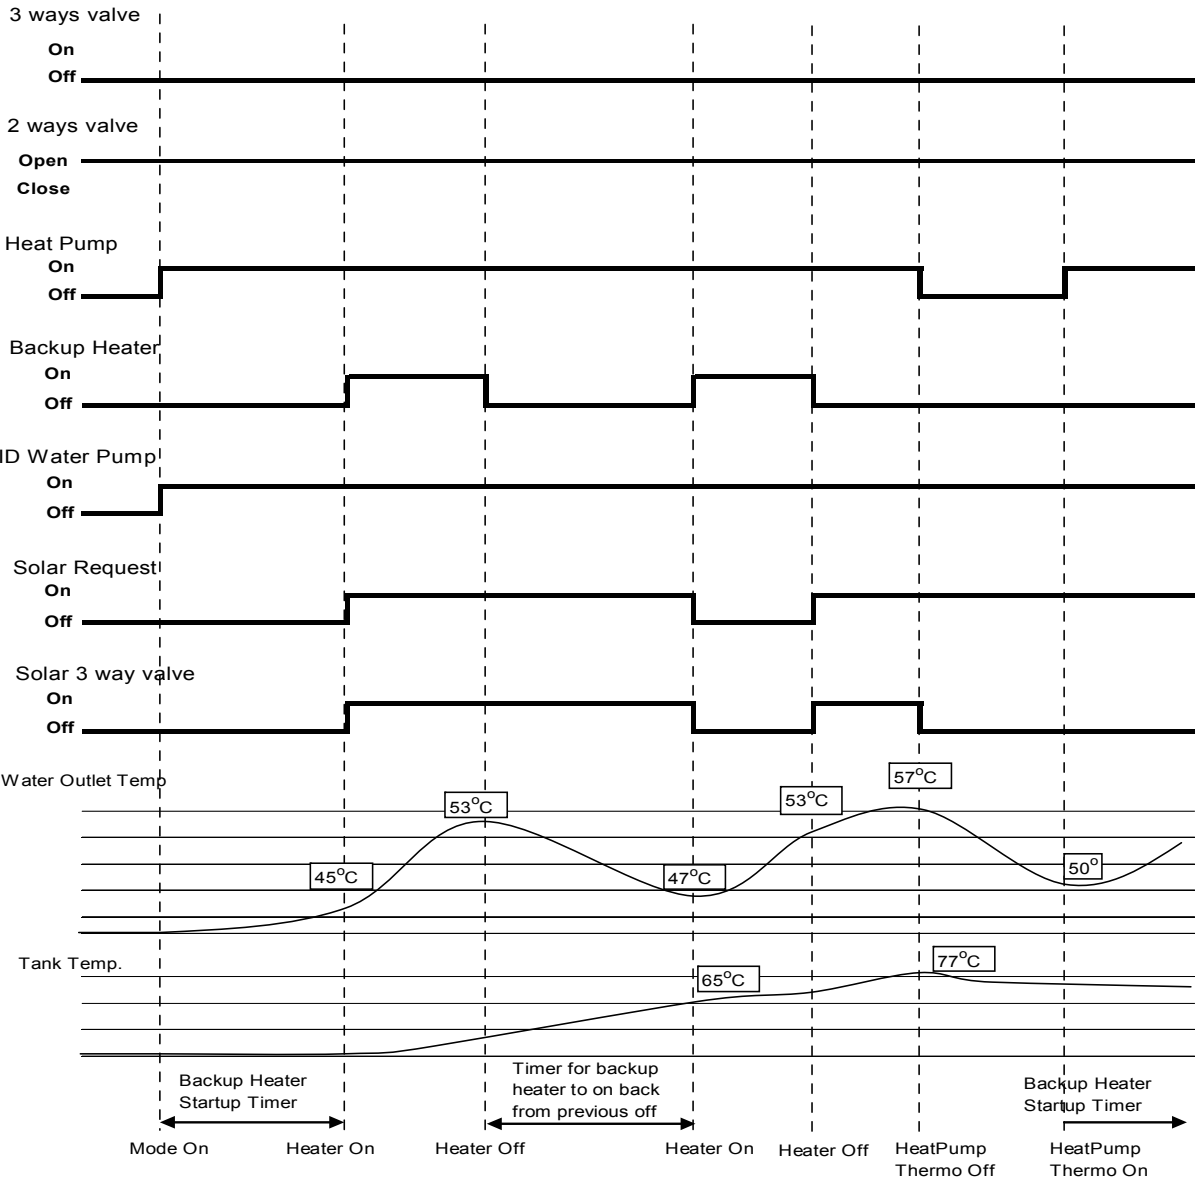 3 ways valve
On
Off
2 ways valve
Open
Close
Heat Pump
On
Off
Backup Heater
On
Off
ID Water Pump
On
Off
Solar Request
On
Off
Solar 3 way valve
On
Off
Water Outlet Temp
45°C
53°C
47°C
53°C
57°C
50°
Tank Temp.
65°C
77°C
Backup Heater
Startup Timer
Timer for backup
heater to on back
from previous off
Backup Heater
Startup Timer
Mode On
Heater On
Heater Off
Heater On
Heater Off
HeatPump
Thermo Off
HeatPump
Thermo On